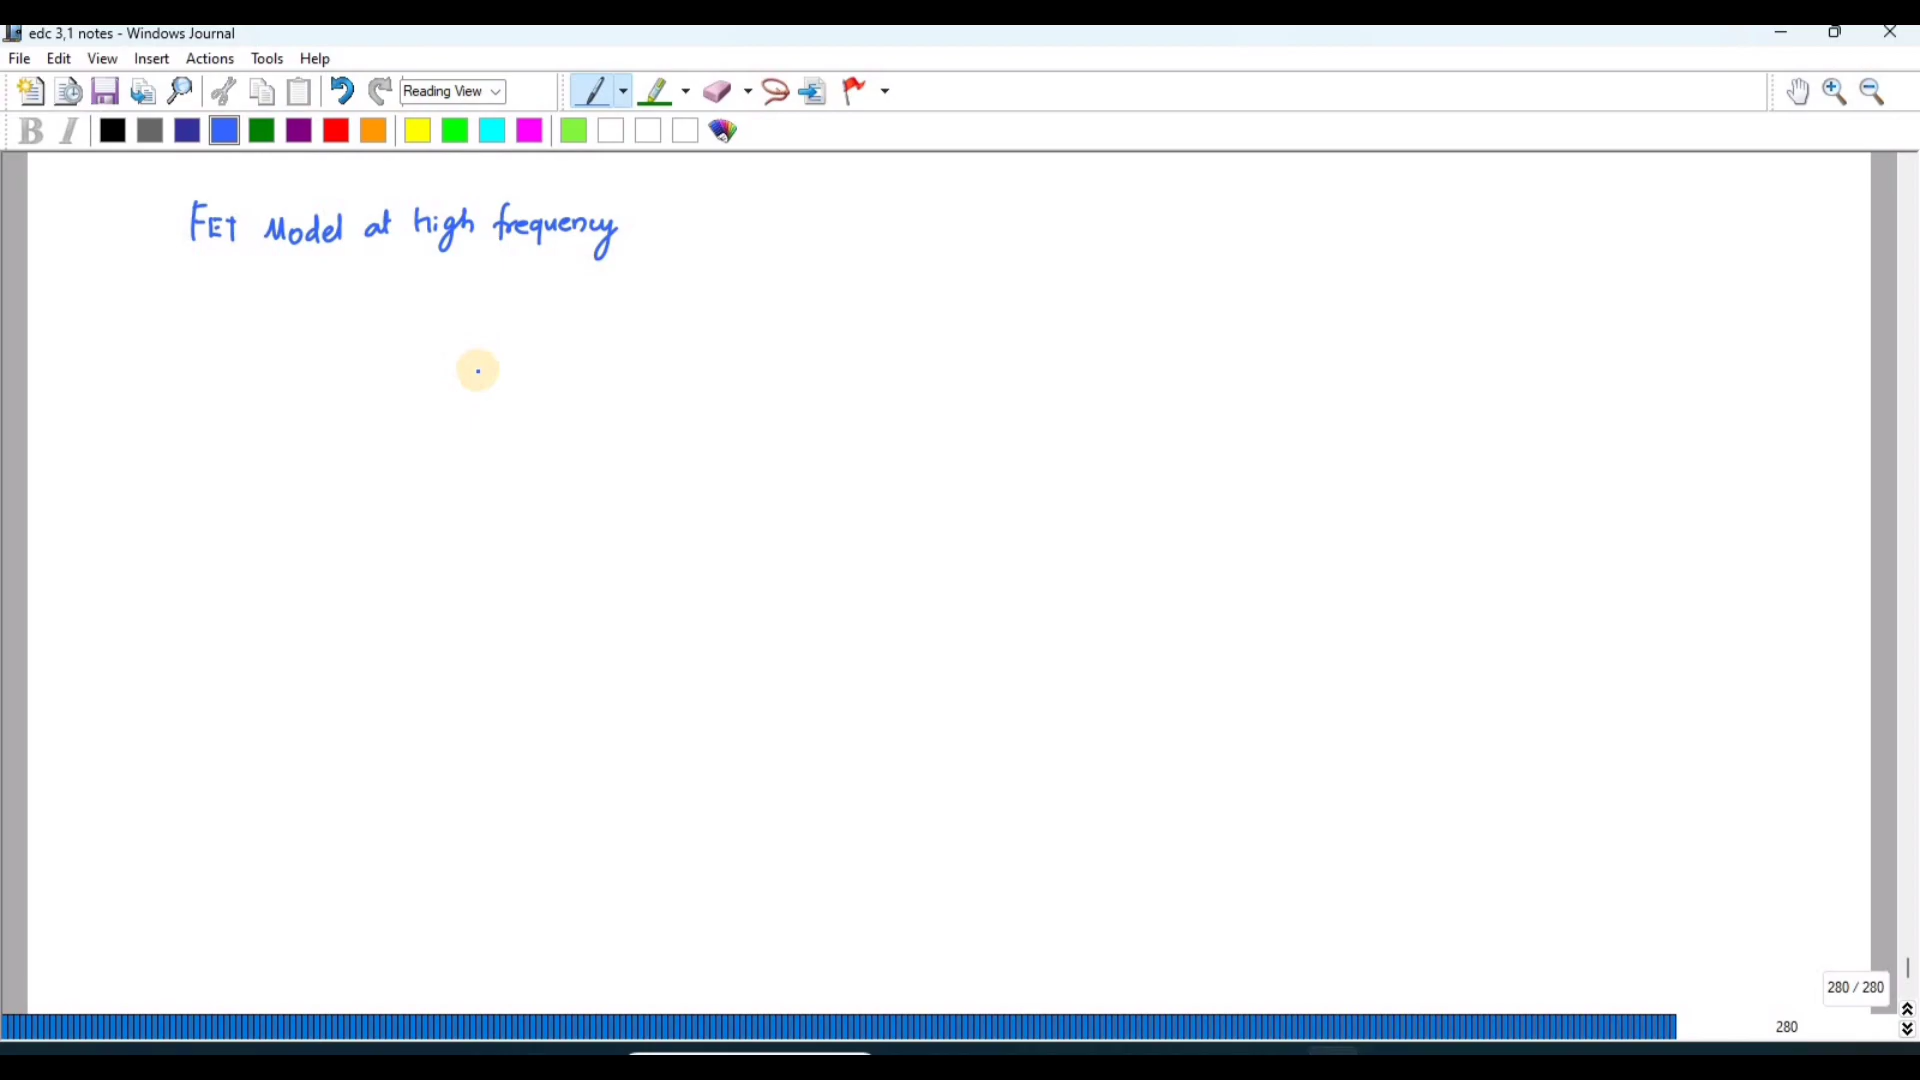 edc 3,1 notes - Windows Journal
File Edit View Insert Actions Tools Help
Reading View
B I
FET Model at high frequency
280 / 280
280